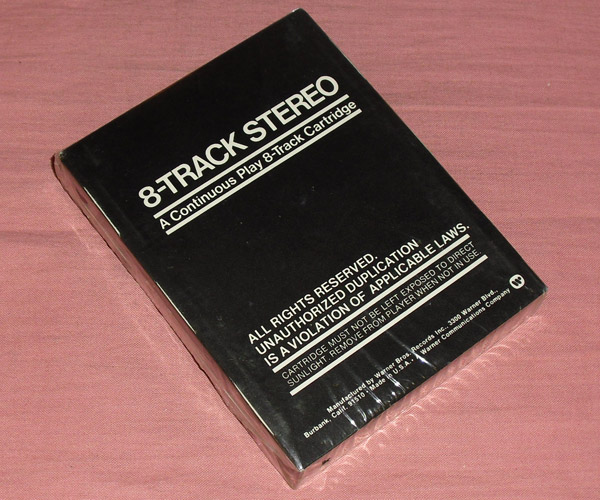 8-TRACK STEREO
A Continuous Play 8-Track Cartridge
ALL RIGHTS RESERVED.
UNAUTHORIZED DUPLICATION
IS A VIOLATION OF APPLICABLE LAWS.
CARTRIDGE MUST NOT BE LEFT EXPOSED TO DIRECT
SUNLIGHT. REMOVE FROM PLAYER WHEN NOT IN USE.
Manufactured by Warner Bros. Records Inc., 3300 Warner Blvd.,
Burbank, Calif. 91510 • Made in U.S.A. • Warner Communications Company